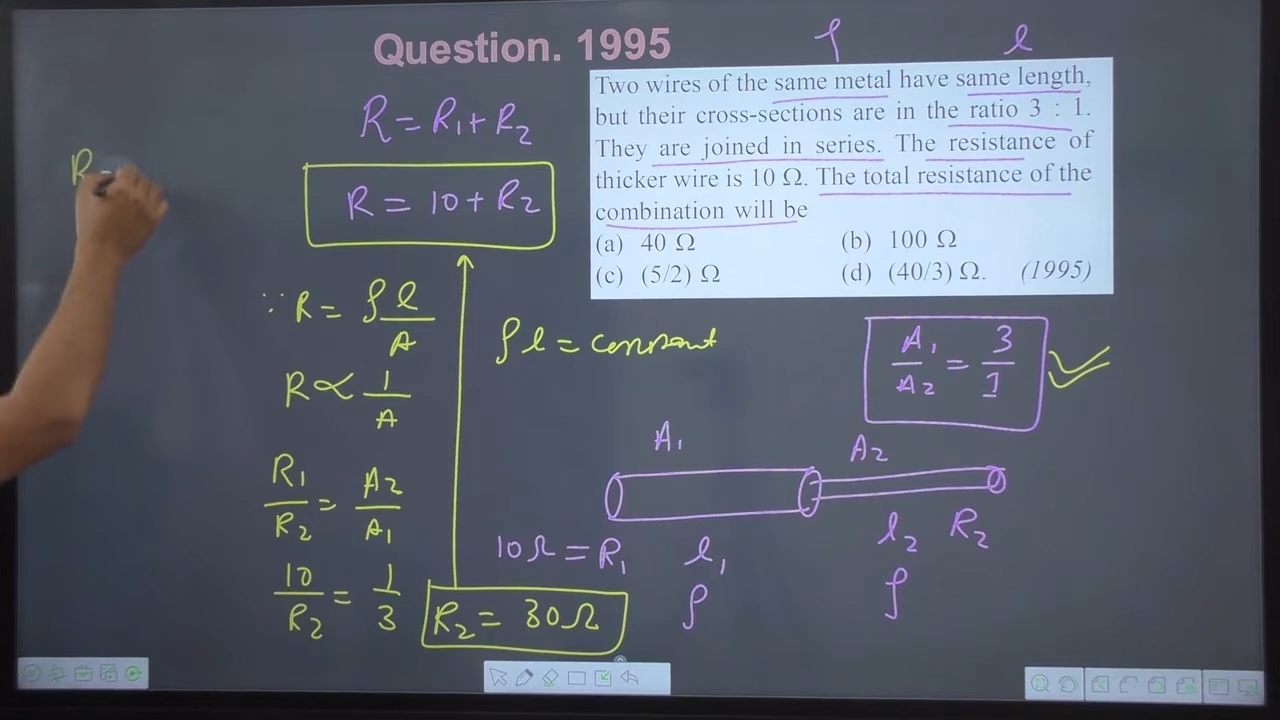 Question. 1995
ρ
l
Two wires of the same metal have same length,
but their cross-sections are in the ratio 3 : 1.
They are joined in series. The resistance of
thicker wire is 10 Ω. The total resistance of the
combination will be
(a) 40 Ω (b) 100 Ω
(c) (5/2) Ω (d) (40/3) Ω. (1995)
R = R₁ + R₂
R = 10 + R₂
R =
∵ R = ρl/A
ρl = constant
R ∝ 1/A
R₁/R₂ = A₂/A₁
10/R₂ = 1/3
R₂ = 30Ω
A₁/A₂ = 3/1
A₁
A₂
10Ω = R₁ l₁
l₂ R₂
ρ
ρ